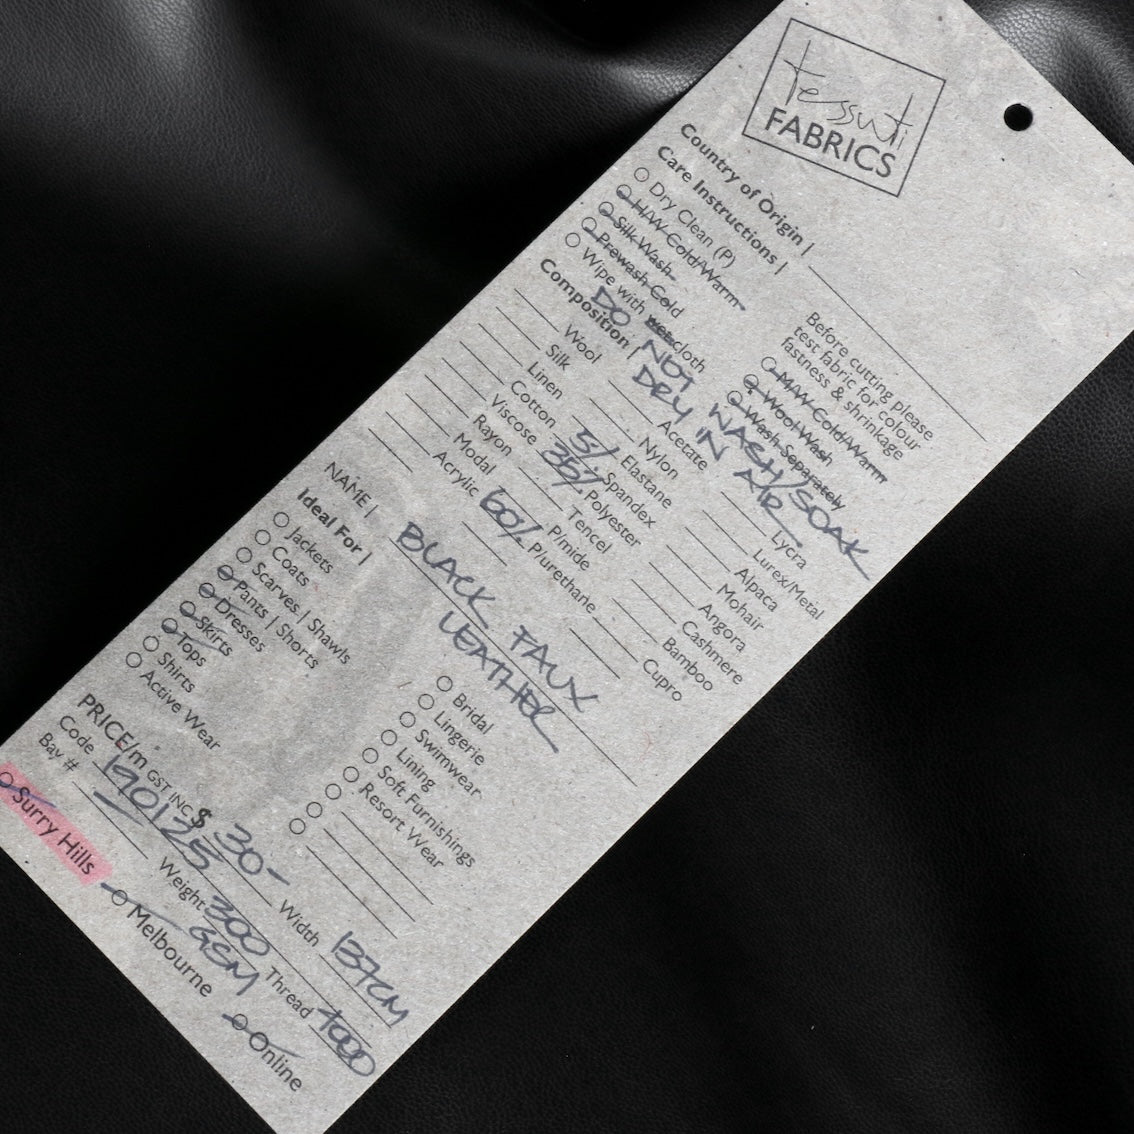 tessuti
FABRICS
Country of Origin |
Care Instructions |
Dry Clean (P)
H/W Cold/Warm
Silk Wash
Prewash Cold
Wipe with wet cloth
Before cutting please
test fabric for colour
fastness & shrinkage
M/W Cold/Warm
Wool Wash
Wash Separately
DO NOT WASH/SOAK
DRY IN AIR
Composition |
Wool
Silk
Linen
Cotton
Viscose
Rayon
Modal
Acrylic
Acetate
Nylon
5% Elastane
Spandex
35% Polyester
Tencel
P/mide
60% P/urethane
Lycra
Lurex/Metal
Alpaca
Mohair
Angora
Cashmere
Bamboo
Cupro
NAME | BLACK FAUX
LEATHER
Ideal For |
Jackets
Coats
Scarves | Shawls
Pants | Shorts
Dresses
Skirts
Tops
Shirts
Active Wear
Bridal
Lingerie
Swimwear
Lining
Soft Furnishings
Resort Wear
PRICE/m GST INC $ 30-
Width 137CM
Code 190125
Weight 300
GSM
Thread 1000
Bay #
Surry Hills
Melbourne
Online